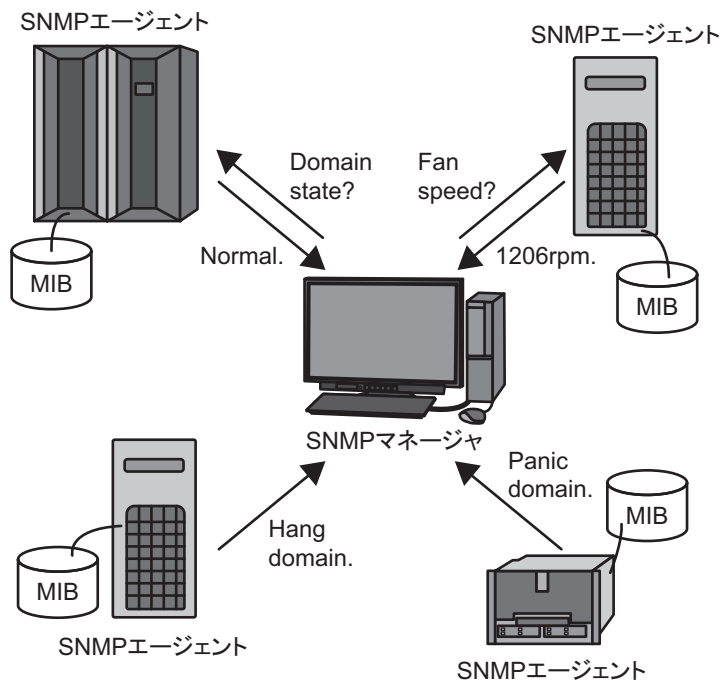 SNMPエージェント
SNMPエージェント
Domain
state?
Fan
speed?
Normal.
1206rpm.
MIB
MIB
SNMPマネージャ
Panic
domain.
MIB
Hang
domain.
MIB
SNMPエージェント
SNMPエージェント